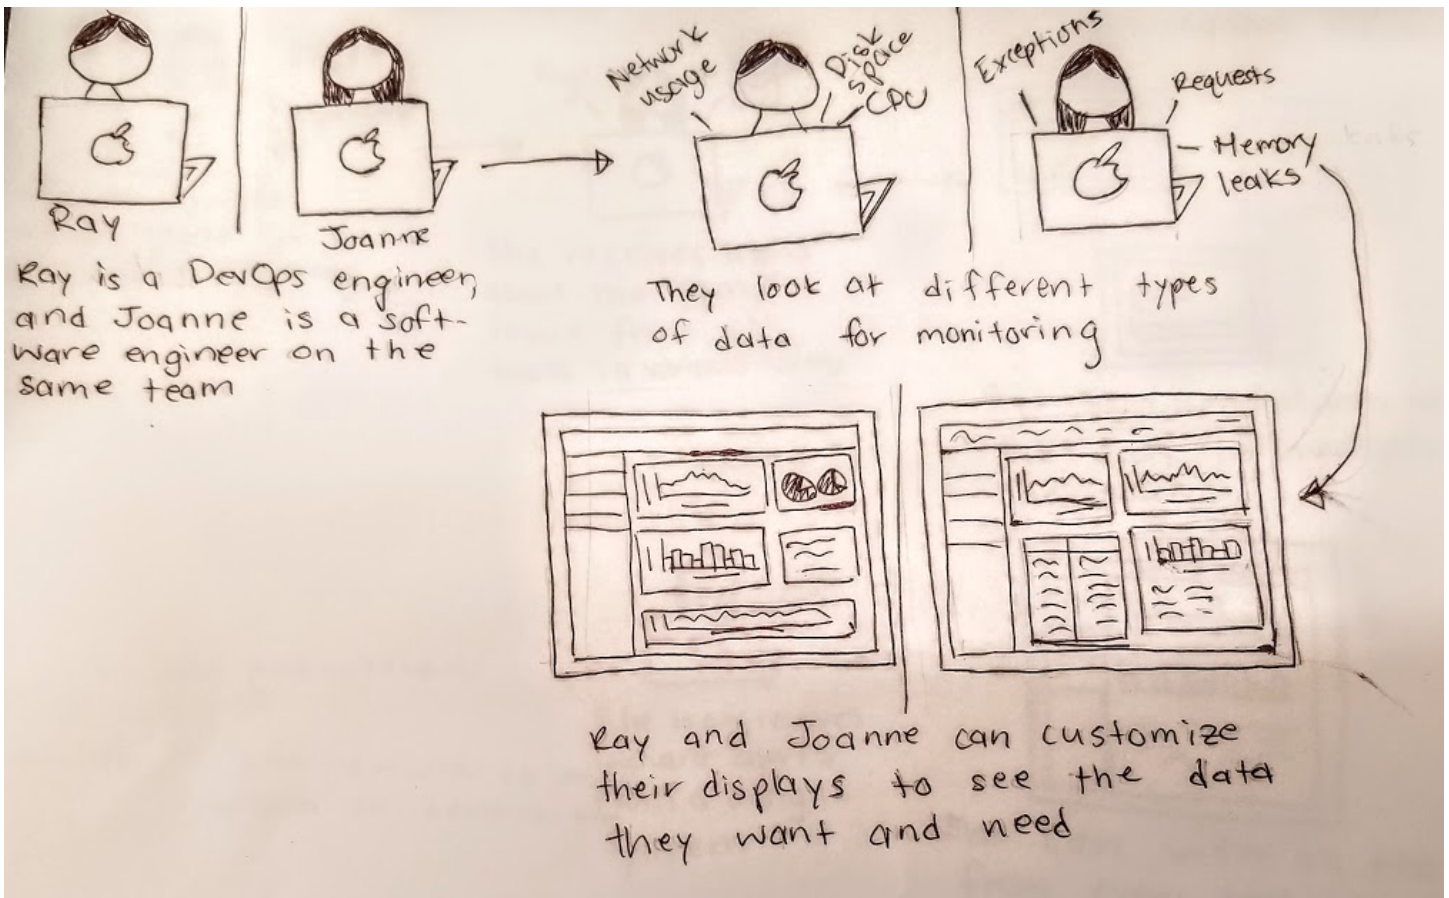 Ray
Joanne
Ray is a DevOps engineer,
and Joanne is a soft-
ware engineer on the
same team
Network
usage
Disk
space
CPU
Exceptions
Requests
Memory
leaks
They look at different types
of data for monitoring
Ray and Joanne can customize
their displays to see the data
they want and need